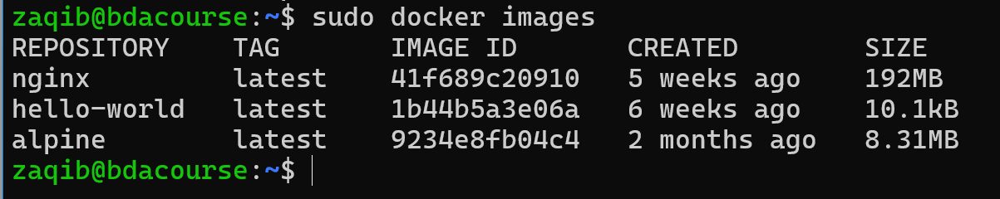 zaqib@bdacourse:~$ sudo docker images
REPOSITORY    TAG       IMAGE ID       CREATED        SIZE
nginx         latest    41f689c20910   5 weeks ago    192MB
hello-world   latest    1b44b5a3e06a   6 weeks ago    10.1kB
alpine        latest    9234e8fb04c4   2 months ago   8.31MB
zaqib@bdacourse:~$